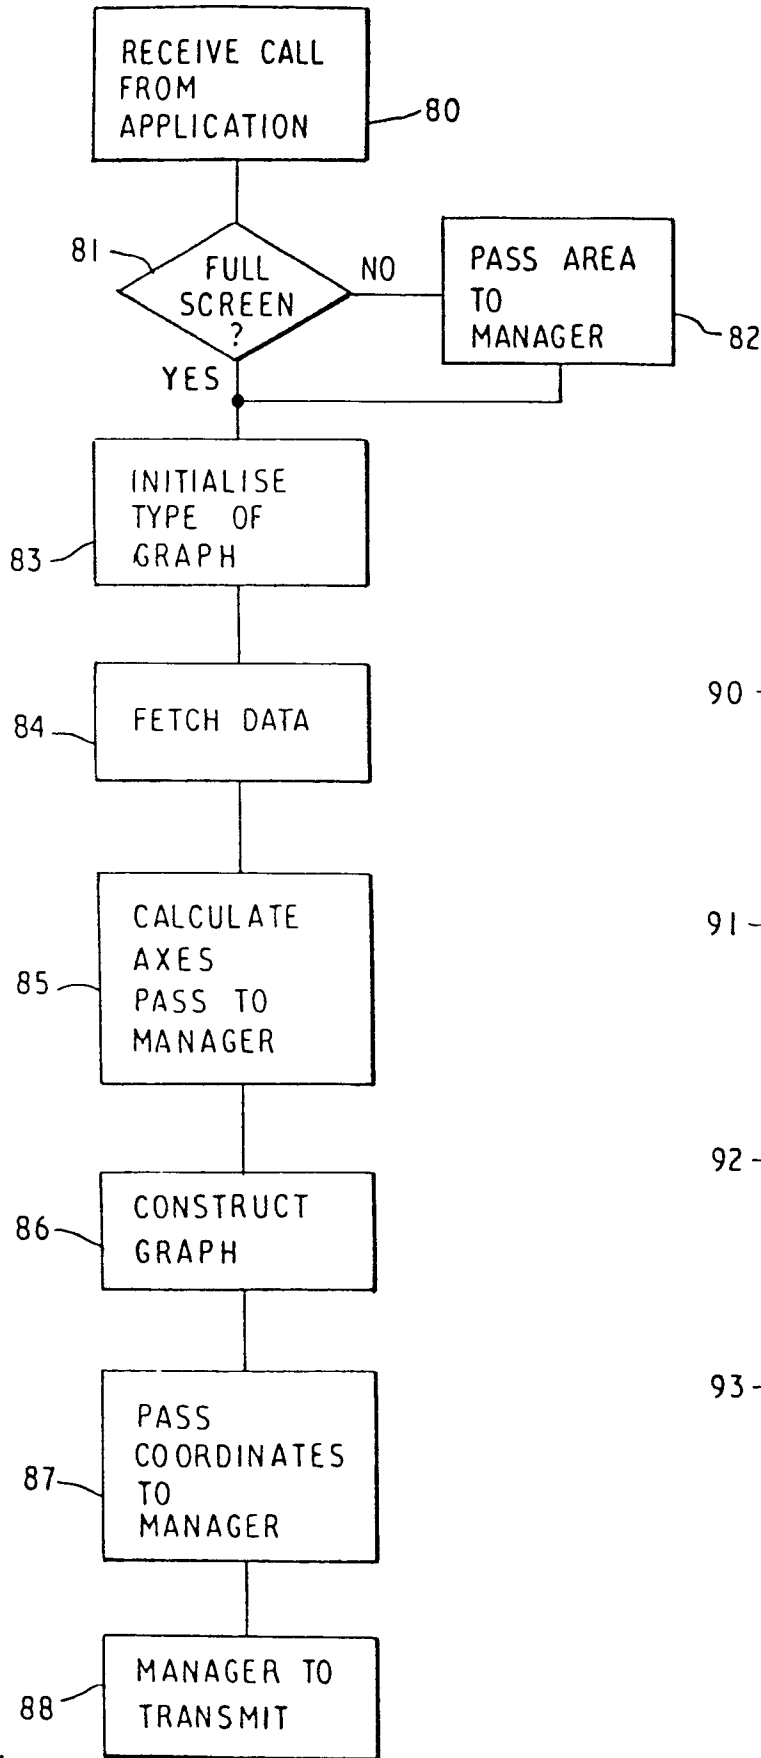 RECEIVE CALL
FROM
APPLICATION
80
81
FULL
SCREEN
?
NO
YES
PASS AREA
TO
MANAGER
82
INITIALISE
TYPE OF
GRAPH
83
FETCH DATA
84
90
CALCULATE
AXES
PASS TO
MANAGER
85
91
CONSTRUCT
GRAPH
86
92
PASS
COORDINATES
TO
MANAGER
87
93
MANAGER TO
TRANSMIT
88